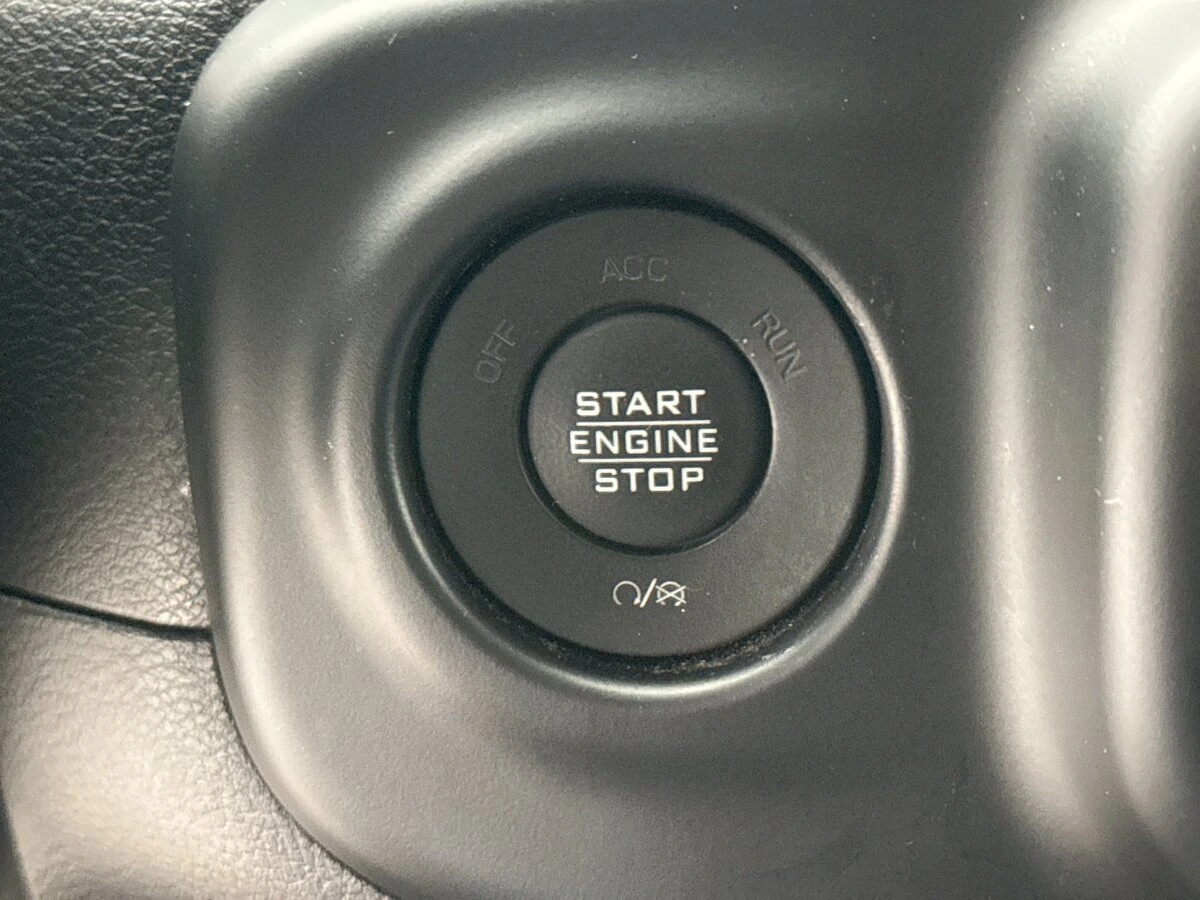 ACC
OFF
RUN
START
ENGINE
STOP